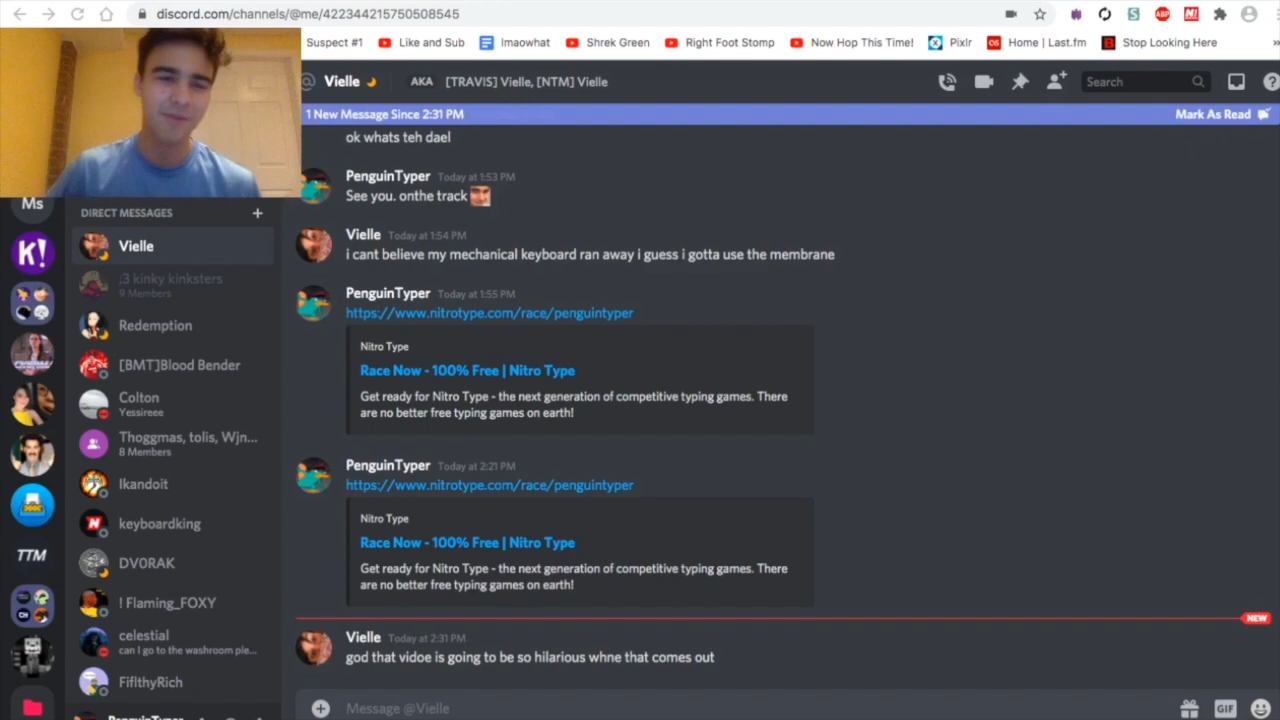 discord.com/channels/@me/422344215750508545
Suspect #1 Like and Sub lmaowhat Shrek Green Right Foot Stomp Now Hop This Time! Pixlr Home | Last.fm Stop Looking Here »
@ Vielle AKA [TRAVIS] Vielle, [NTM] Vielle Search
1 New Message Since 2:31 PM Mark As Read
ok whats teh dael
PenguinTyper Today at 1:53 PM
See you. onthe track
Vielle Today at 1:54 PM
i cant believe my mechanical keyboard ran away i guess i gotta use the membrane
PenguinTyper Today at 1:55 PM
https://www.nitrotype.com/race/penguintyper
Nitro Type
Race Now - 100% Free | Nitro Type
Get ready for Nitro Type - the next generation of competitive typing games. There
are no better free typing games on earth!
PenguinTyper Today at 2:21 PM
https://www.nitrotype.com/race/penguintyper
Nitro Type
Race Now - 100% Free | Nitro Type
Get ready for Nitro Type - the next generation of competitive typing games. There
are no better free typing games on earth!
NEW
Vielle Today at 2:31 PM
god that vidoe is going to be so hilarious whne that comes out
Message @Vielle GIF
Ms
K!
TTM
CH
DIRECT MESSAGES +
Vielle
;3 kinky kinksters
9 Members
Redemption
[BMT]Blood Bender
Colton
Yessireee
Thoggmas, tolis, Wjn...
8 Members
Ikandoit
keyboardking
DV0RAK
! Flaming_FOXY
celestial
can I go to the washroom ple...
FifIthyRich
PenguinTyper